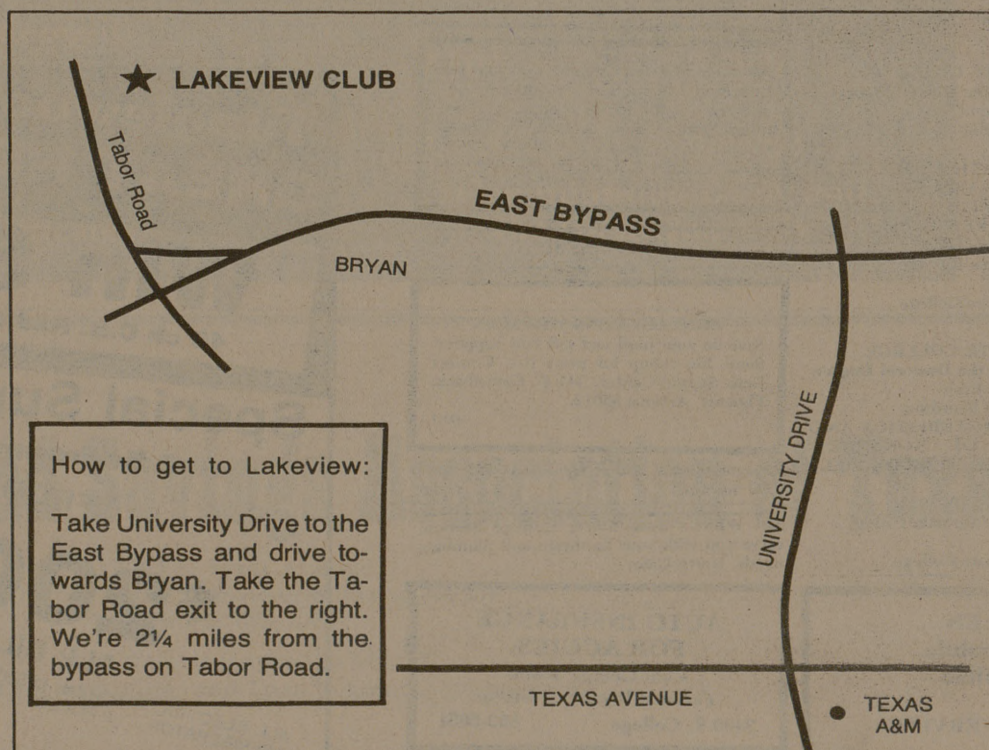 ★ LAKEVIEW CLUB
Tabor Road
EAST BYPASS
BRYAN
UNIVERSITY DRIVE
How to get to Lakeview:
Take University Drive to the
East Bypass and drive to-
wards Bryan. Take the Ta-
bor Road exit to the right.
We're 2¼ miles from the
bypass on Tabor Road.
TEXAS AVENUE
TEXAS
A&M